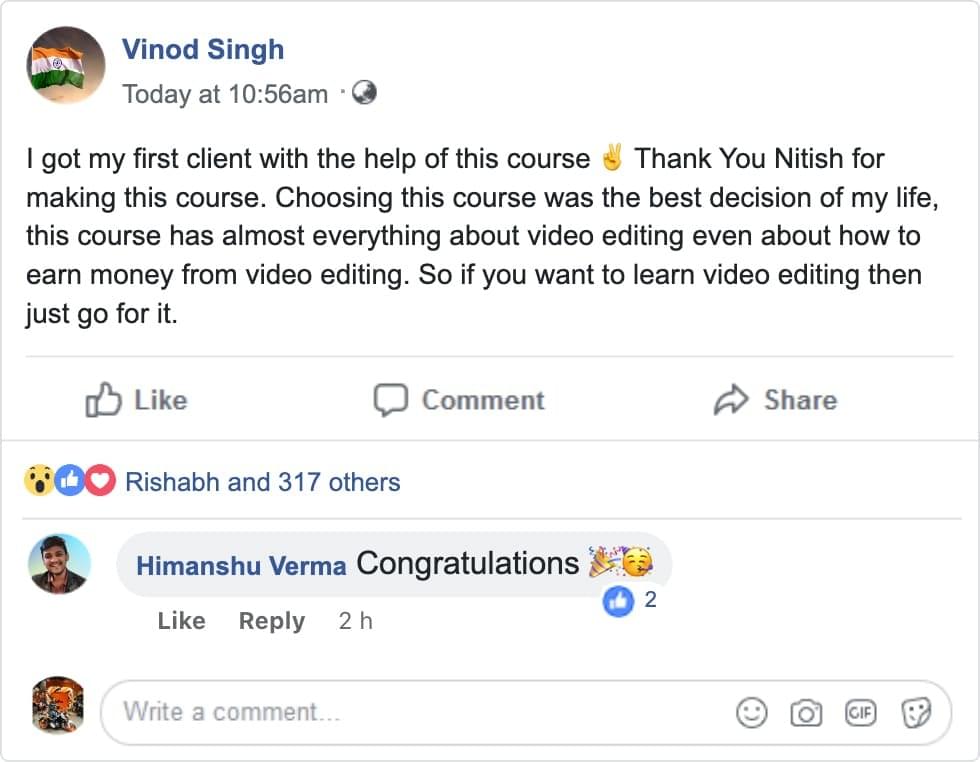 Vinod Singh
Today at 10:56am ·
I got my first client with the help of this course ✌️ Thank You Nitish for
making this course. Choosing this course was the best decision of my life,
this course has almost everything about video editing even about how to
earn money from video editing. So if you want to learn video editing then
just go for it.
Like Comment Share
Rishabh and 317 others
Himanshu Verma Congratulations 🎉🥳
2
Like Reply 2 h
Write a comment...
GIF